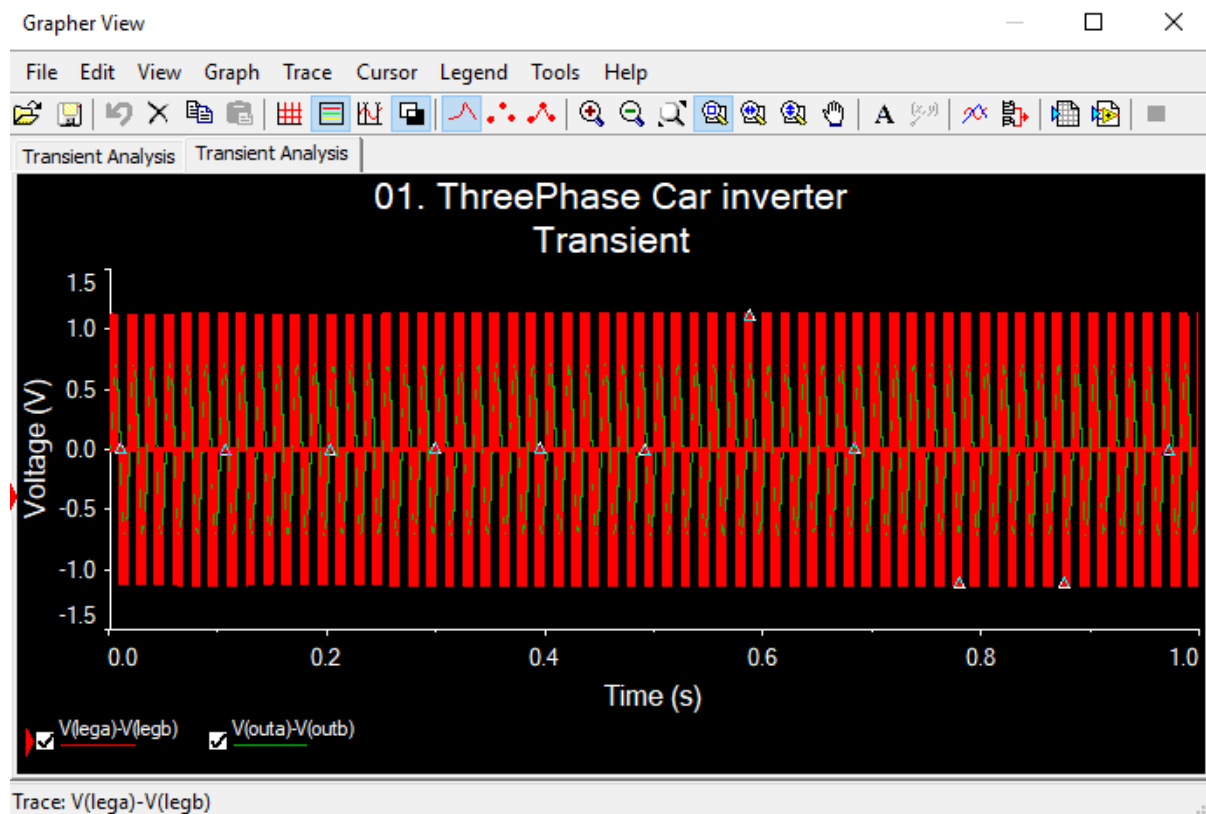 Grapher View
File Edit View Graph Trace Cursor Legend Tools Help
A (x,y)
Transient Analysis Transient Analysis
01. ThreePhase Car inverter
Transient
1.5
1.0
0.5
0.0
-0.5
-1.0
-1.5
Voltage (V)
0.0 0.2 0.4 0.6 0.8 1.0
Time (s)
V(lega)-V(legb) V(outa)-V(outb)
Trace: V(lega)-V(legb)